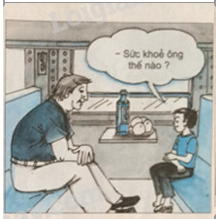 - Sức khoẻ ông
thế nào ?